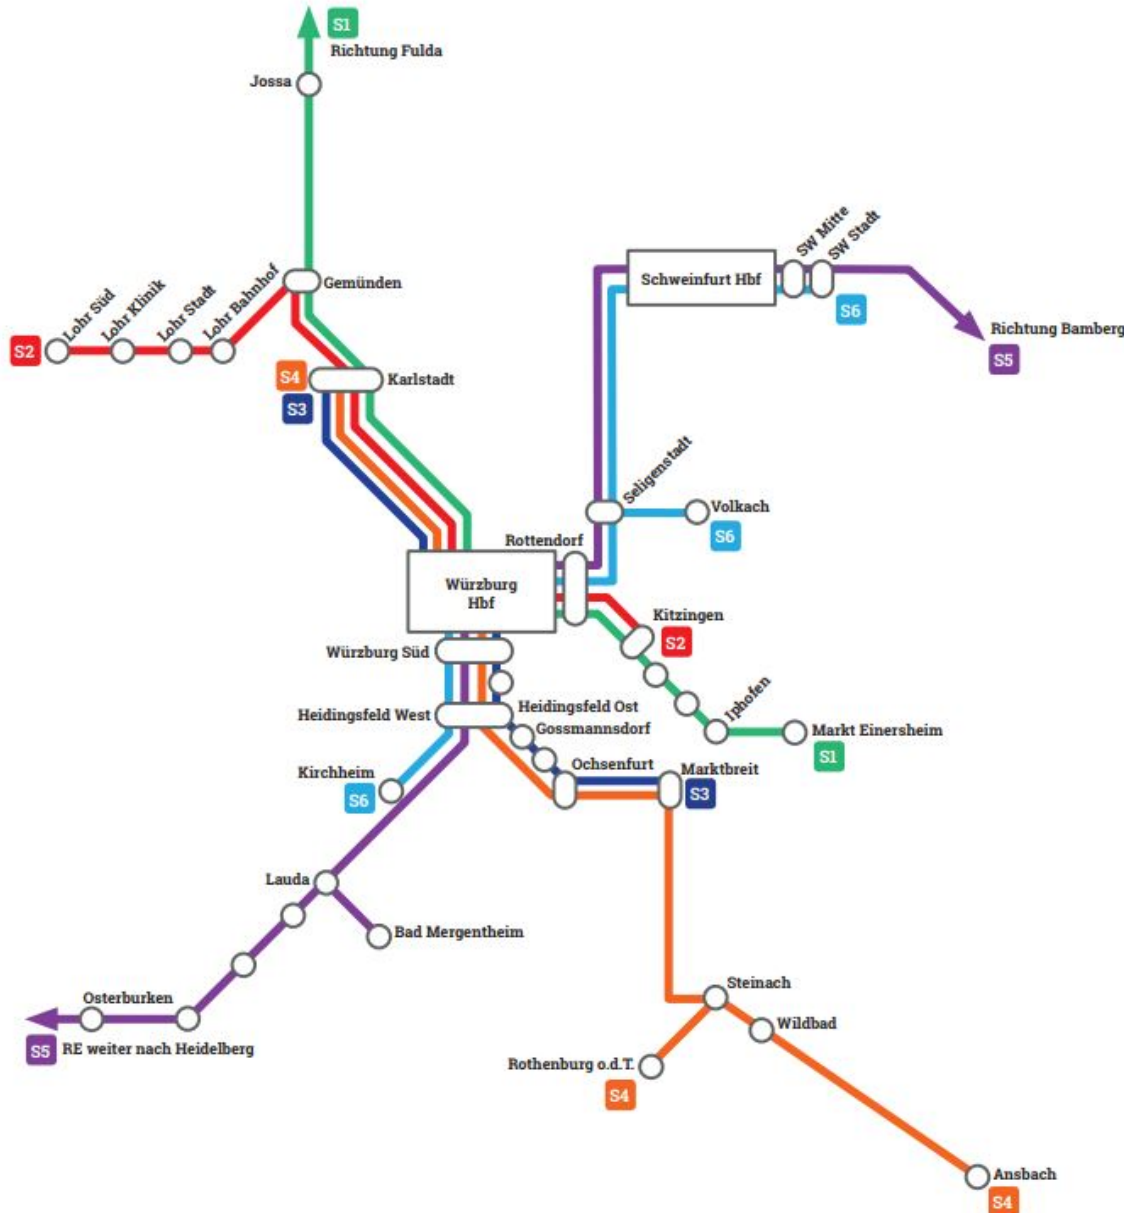 S1
Richtung Fulda
Jossa
Gemünden
Lohr Süd
Lohr Klinik
Lohr Stadt
Lohr Bahnhof
S2
S4
S3
Karlstadt
SW Mitte
SW Stadt
Schweinfurt Hbf
S6
Richtung Bamberg
S5
Seligenstadt
Volkach
S6
Rottendorf
Würzburg
Hbf
Kitzingen
S2
Iphofen
Markt Einersheim
S1
Würzburg Süd
Heidingsfeld West
Heidingsfeld Ost
Gossmannsdorf
Ochsenfurt
Marktbreit
S3
Kirchheim
S6
Lauda
Bad Mergentheim
Osterburken
S5
RE weiter nach Heidelberg
Steinach
Wildbad
Rothenburg o.d.T.
S4
Ansbach
S4